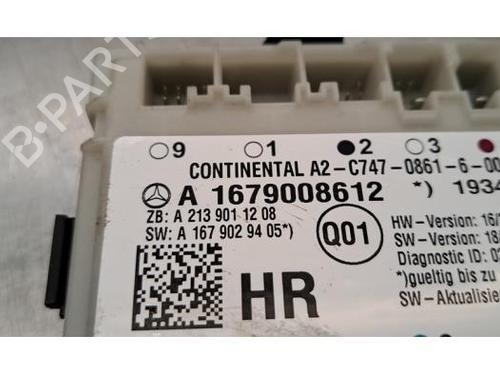 B-PARTS
9 1 2 3
CONTINENTAL A2-C747-0861-6-00
A 1679008612 *) 1934
ZB: A 213 901 12 08
SW: A 167 902 94 05*)
Q01
HW-Version: 16/
SW-Version: 18/
Diagnostic ID: 0
*)gueltig bis zu
SW-Aktualisie
HR